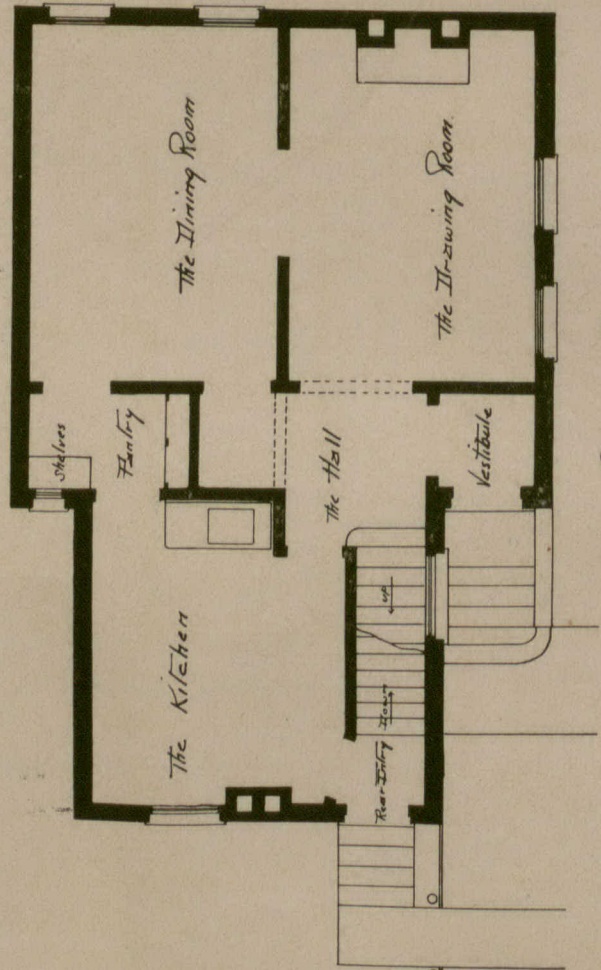 The Dining Room
The Drawing Room.
Shelves
Pantry
The Hall
Vestibule
up
The Kitchen
Down
Rear Entry